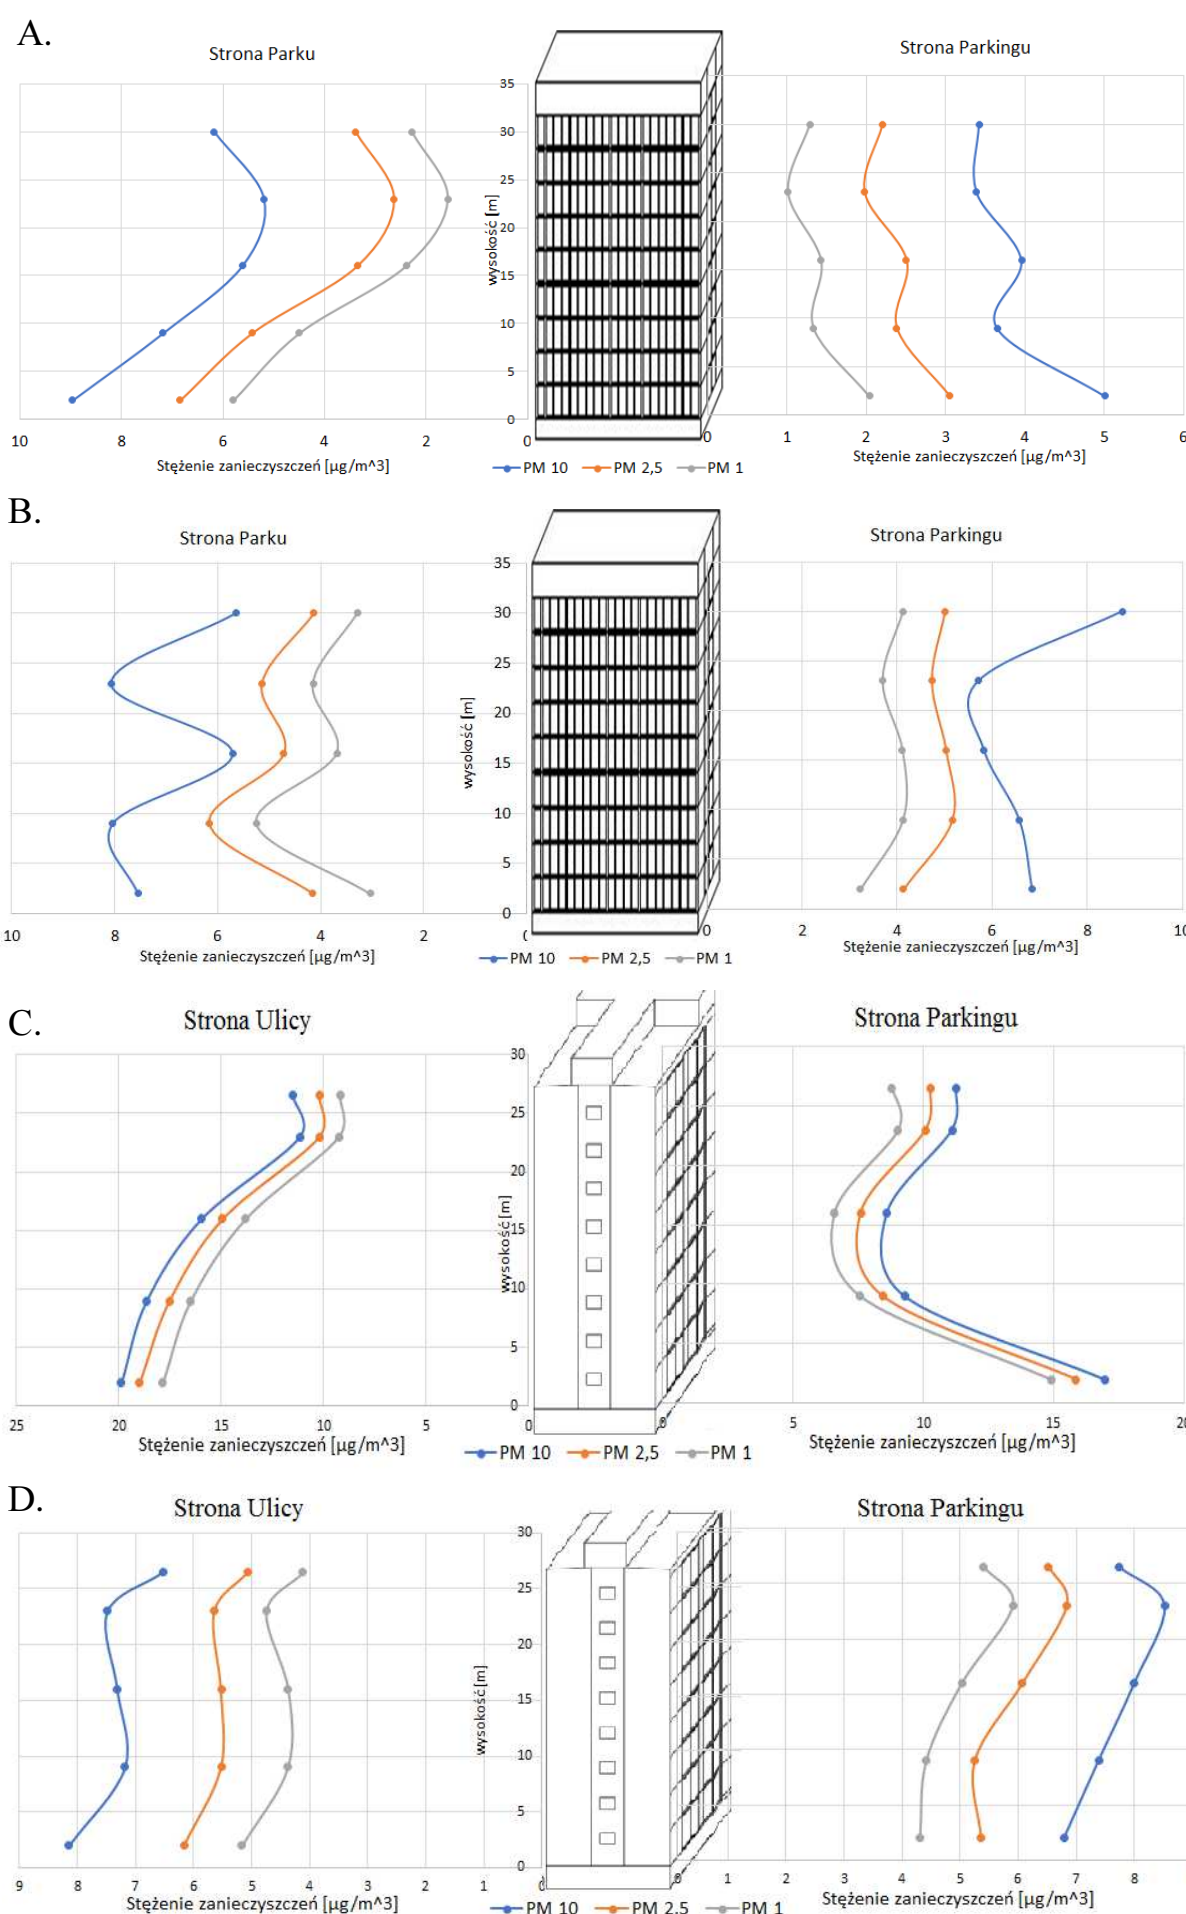 A.
Strona Parku
Strona Parkingu
35
30
25
20
15
10
5
0
wysokość [m]
10 8 6 4 2 0
0 1 2 3 4 5 6
Stężenie zanieczyszczeń [µg/m^3]
Stężenie zanieczyszczeń [µg/m^3]
PM 10 PM 2,5 PM 1
B.
Strona Parku
Strona Parkingu
35
30
25
20
15
10
5
0
wysokość [m]
10 8 6 4 2 0
0 2 4 6 8 10
Stężenie zanieczyszczeń [µg/m^3]
Stężenie zanieczyszczeń [µg/m^3]
PM 10 PM 2,5 PM 1
C.
Strona Ulicy
Strona Parkingu
30
25
20
15
10
5
0
wysokość [m]
25 20 15 10 5 0
0 5 10 15 20
Stężenie zanieczyszczeń [µg/m^3]
Stężenie zanieczyszczeń [µg/m^3]
PM 10 PM 2,5 PM 1
D.
Strona Ulicy
Strona Parkingu
30
25
20
15
10
5
0
wysokość [m]
9 8 7 6 5 4 3 2 1 0
0 1 2 3 4 5 6 7 8
Stężenie zanieczyszczeń [µg/m^3]
Stężenie zanieczyszczeń [µg/m^3]
PM 10 PM 2,5 PM 1